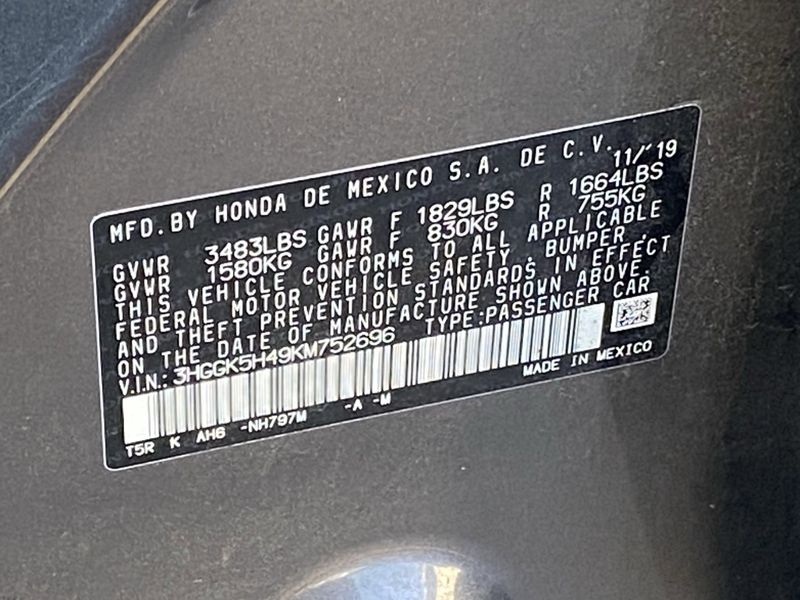 MFD. BY HONDA DE MEXICO S.A. DE C.V. 11/'19
GVWR 3483LBS GAWR F 1829LBS R 1664LBS
GVWR 1580KG GAWR F 830KG R 755KG
THIS VEHICLE CONFORMS TO ALL APPLICABLE
FEDERAL MOTOR VEHICLE SAFETY, BUMPER,
AND THEFT PREVENTION STANDARDS IN EFFECT
ON THE DATE OF MANUFACTURE SHOWN ABOVE.
V.I.N.: 3HGGK5H49KM752696 TYPE:PASSENGER CAR
T5R K AH6 -NH797M -A -M MADE IN MEXICO